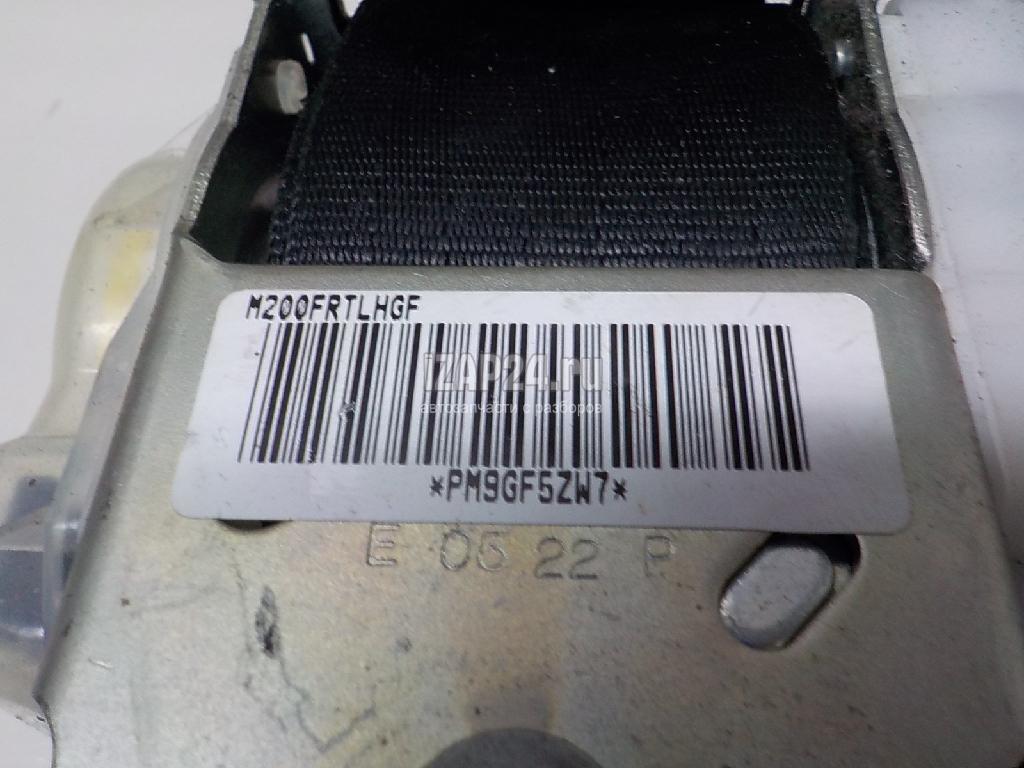 M200FRTLHGF
iZAP24.ru
автозапчасти с разборов
*PM9GF5ZW7*
E 05 22 P